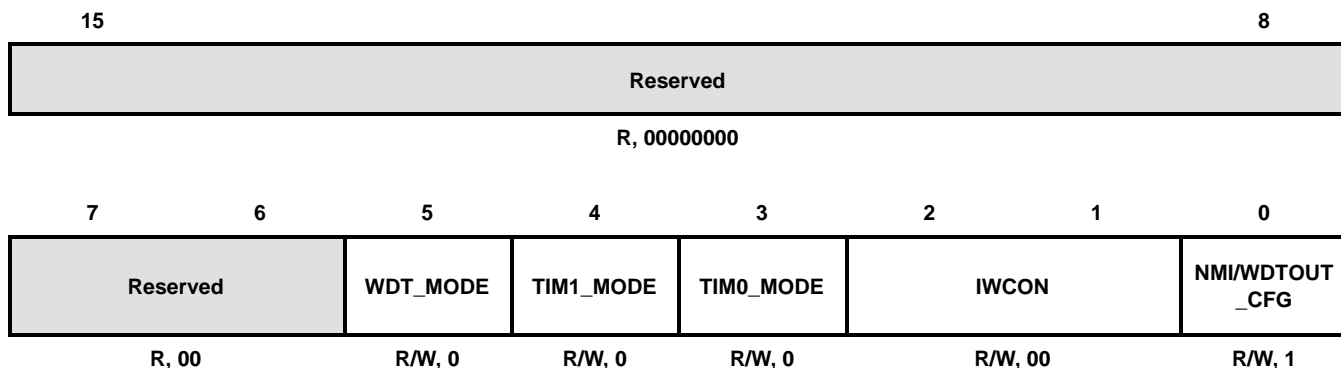 15 8
Reserved
R, 00000000
7 6 5 4 3 2 1 0
Reserved WDT_MODE TIM1_MODE TIM0_MODE IWCON NMI/WDTOUT
_CFG
R, 00 R/W, 0 R/W, 0 R/W, 0 R/W, 00 R/W, 1